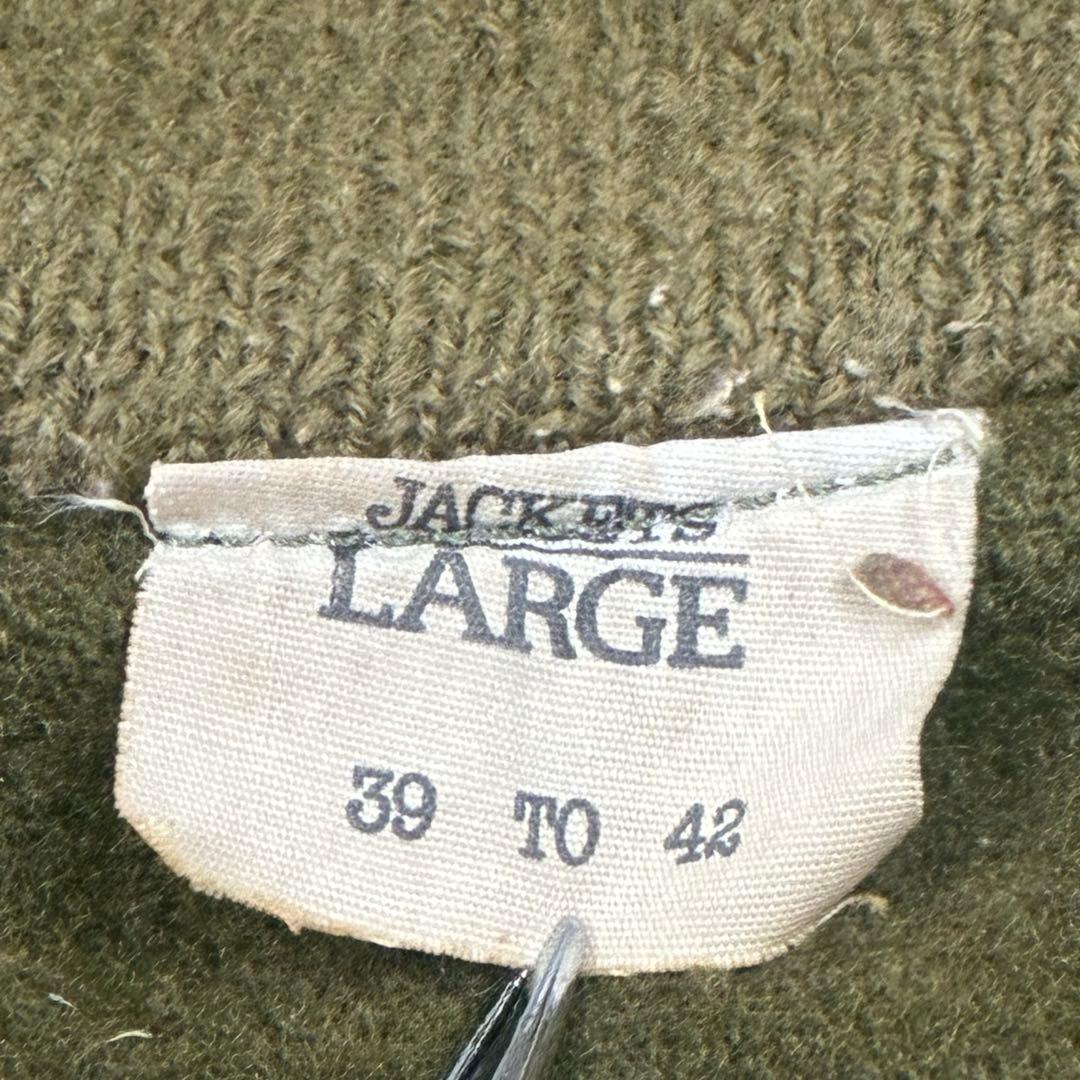 JACKETS
LARGE
39 TO 42